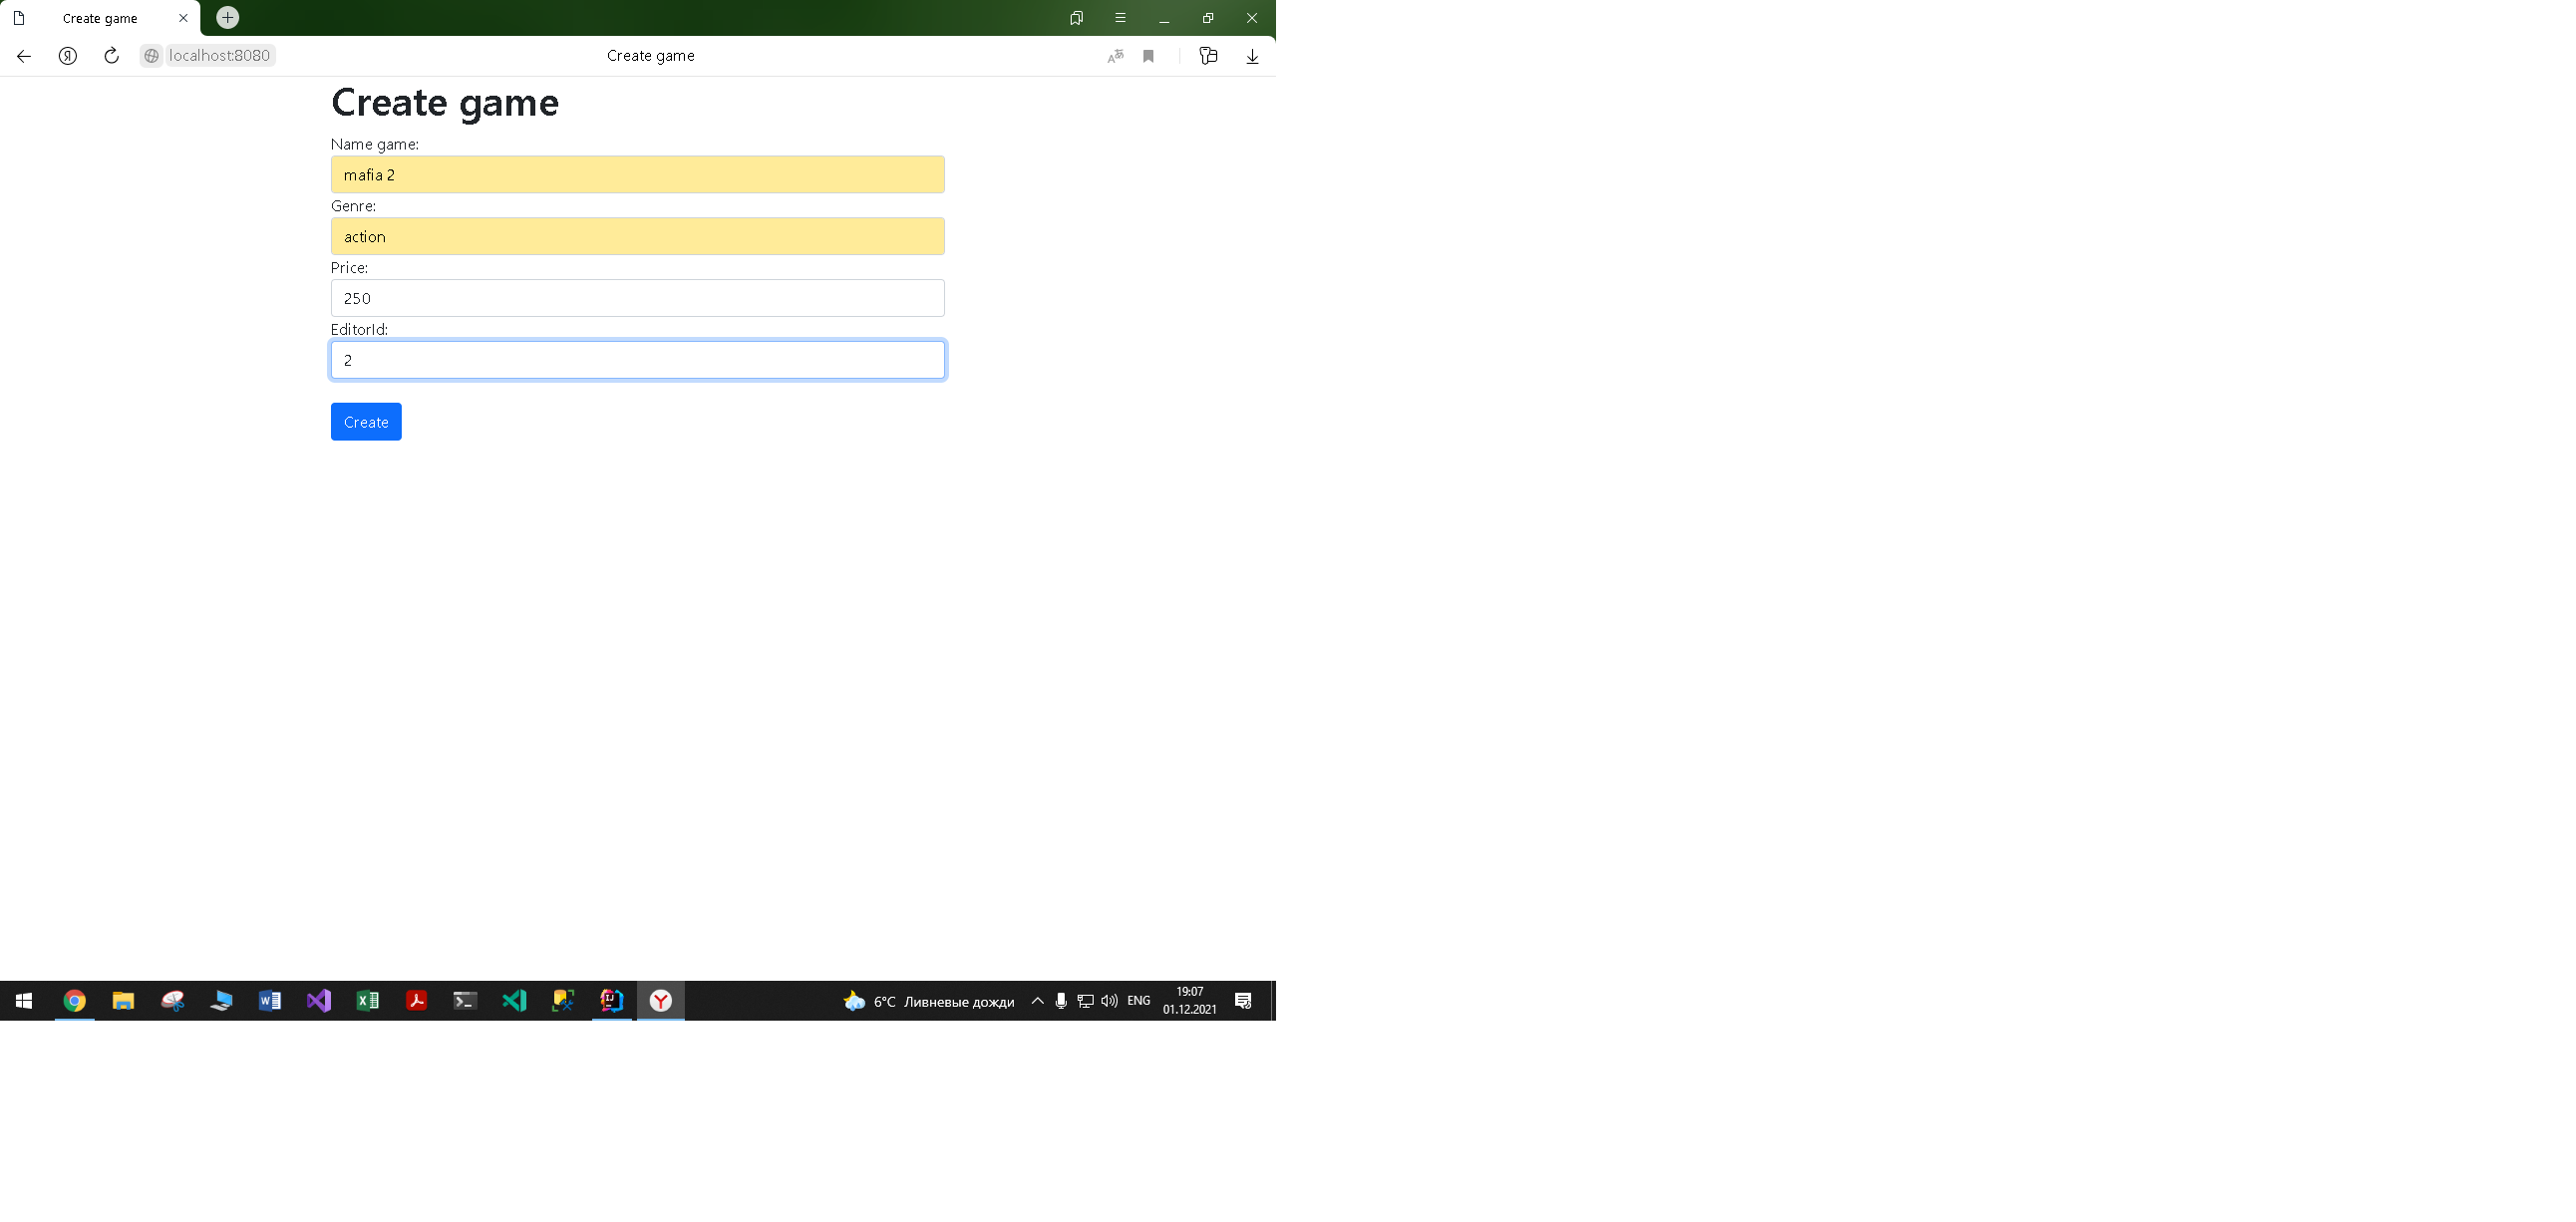 Create game
localhost:8080
Create game
Create game
Name game:
mafia 2
Genre:
action
Price:
250
EditorId:
2
Create
6°C Ливневые дожди
ENG
19:07
01.12.2021